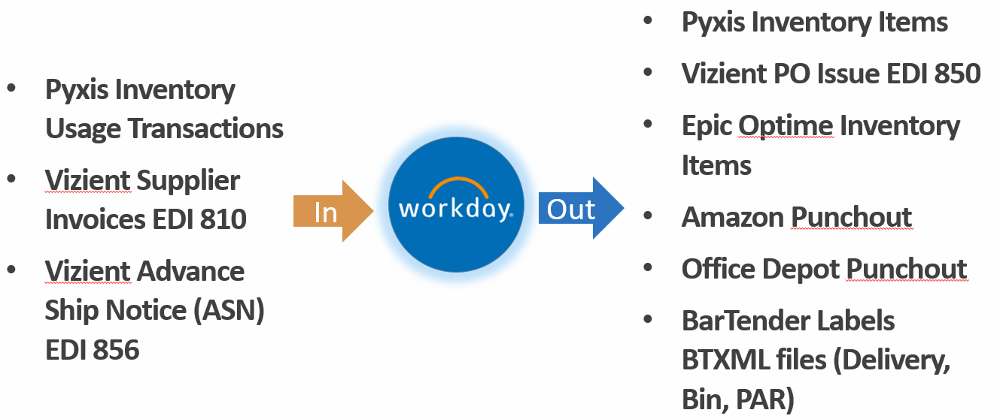 • Pyxis Inventory
Usage Transactions
• Vizient Supplier
Invoices EDI 810
• Vizient Advance
Ship Notice (ASN)
EDI 856
In
workday.
Out
• Pyxis Inventory Items
• Vizient PO Issue EDI 850
• Epic Optime Inventory
Items
• Amazon Punchout
• Office Depot Punchout
• BarTender Labels
BTXML files (Delivery,
Bin, PAR)